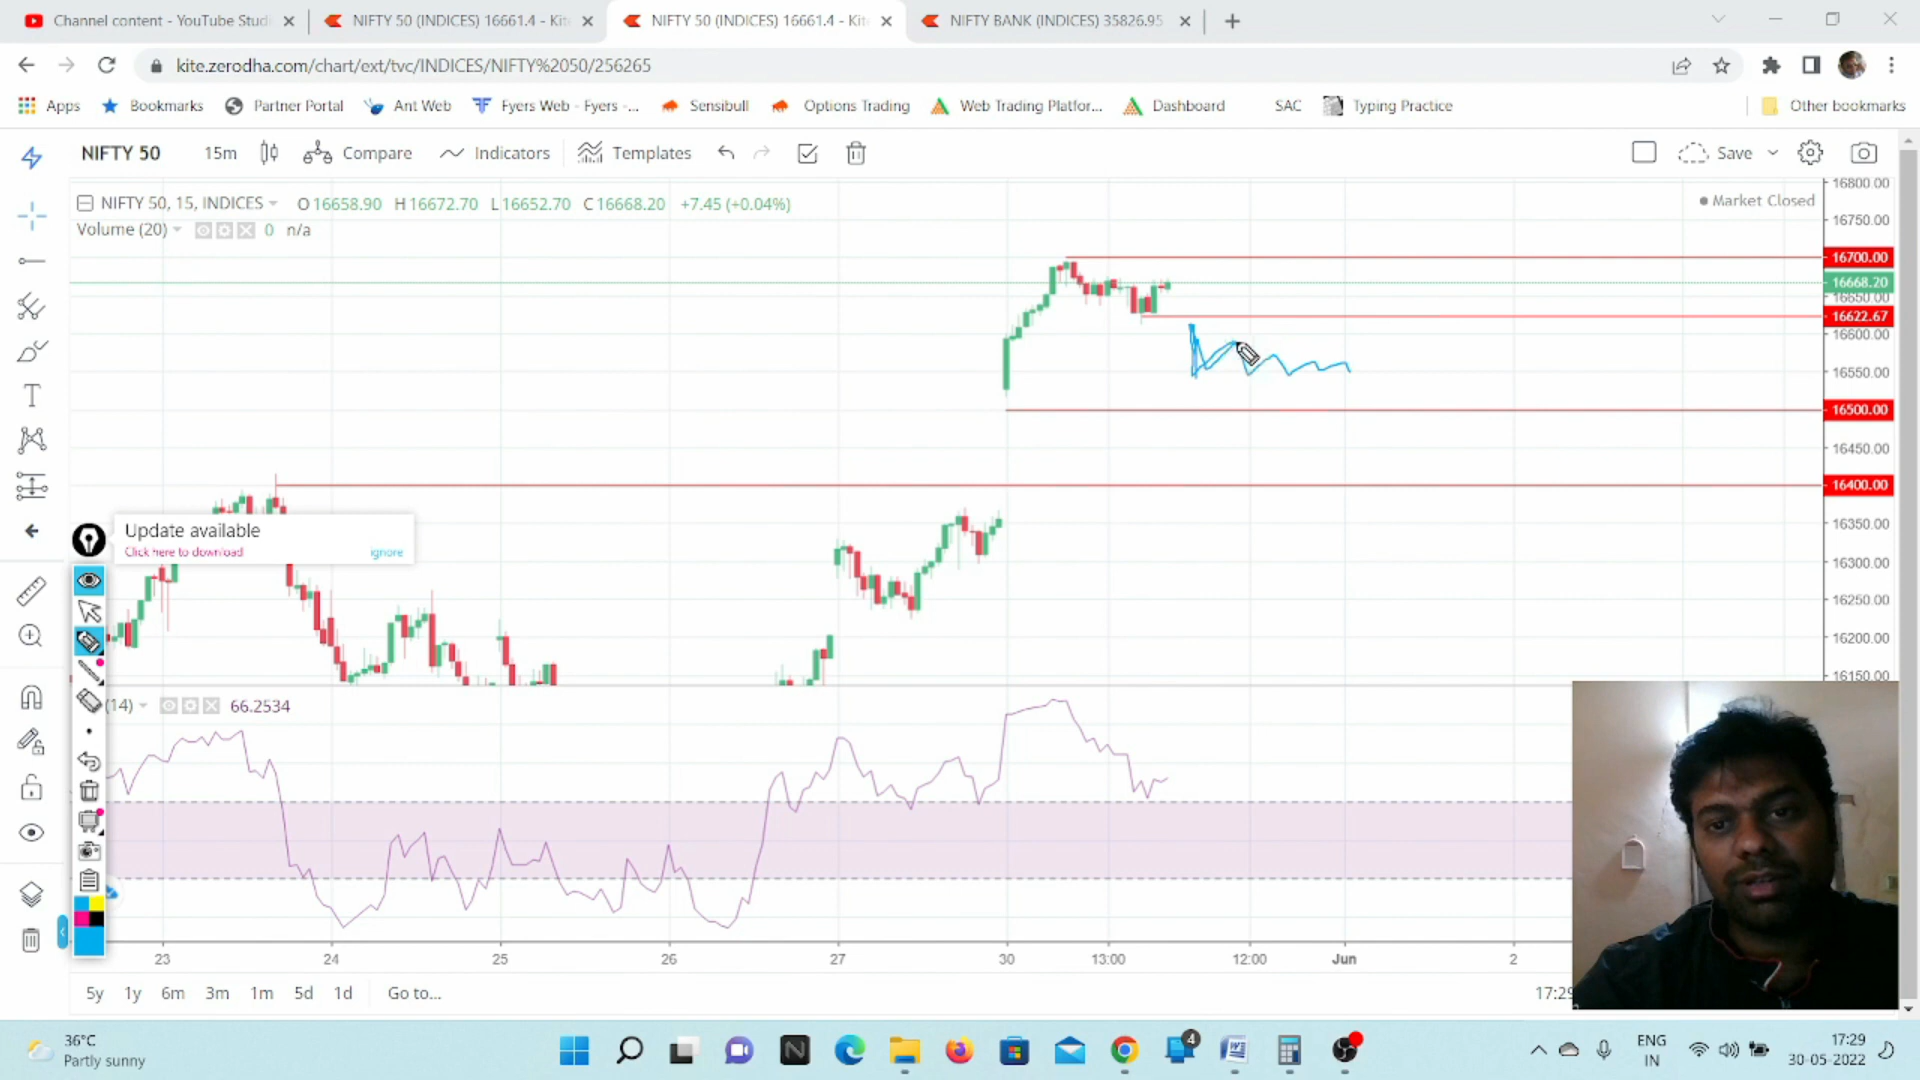 Channel content - YouTube Studi
NIFTY 50 (INDICES) 16661.4 - Kit
NIFTY 50 (INDICES) 16661.4 - Kit
NIFTY BANK (INDICES) 35826.95
kite.zerodha.com/chart/ext/tvc/INDICES/NIFTY%2050/256265
Apps
Bookmarks
Partner Portal
Ant Web
Fyers Web - Fyers -...
Sensibull
Options Trading
Web Trading Platfor...
Dashboard
SAC
Typing Practice
Other bookmarks
NIFTY 50
15m
Compare
Indicators
Templates
Save
NIFTY 50, 15, INDICES
O 16658.90 H 16672.70 L 16652.70 C 16668.20 +7.45 (+0.04%)
Market Closed
Volume (20)
0 n/a
16800.00
16750.00
16700.00
16668.20
16650.00
16622.67
16600.00
16550.00
16500.00
16450.00
16400.00
16350.00
16300.00
16250.00
16200.00
16150.00
Update available
Click here to download
ignore
(14)
66.2534
23
24
25
26
27
30
13:00
12:00
Jun
2
5y
1y
6m
3m
1m
5d
1d
Go to...
17:29
36°C
Partly sunny
4
ENG
IN
17:29
30-05-2022